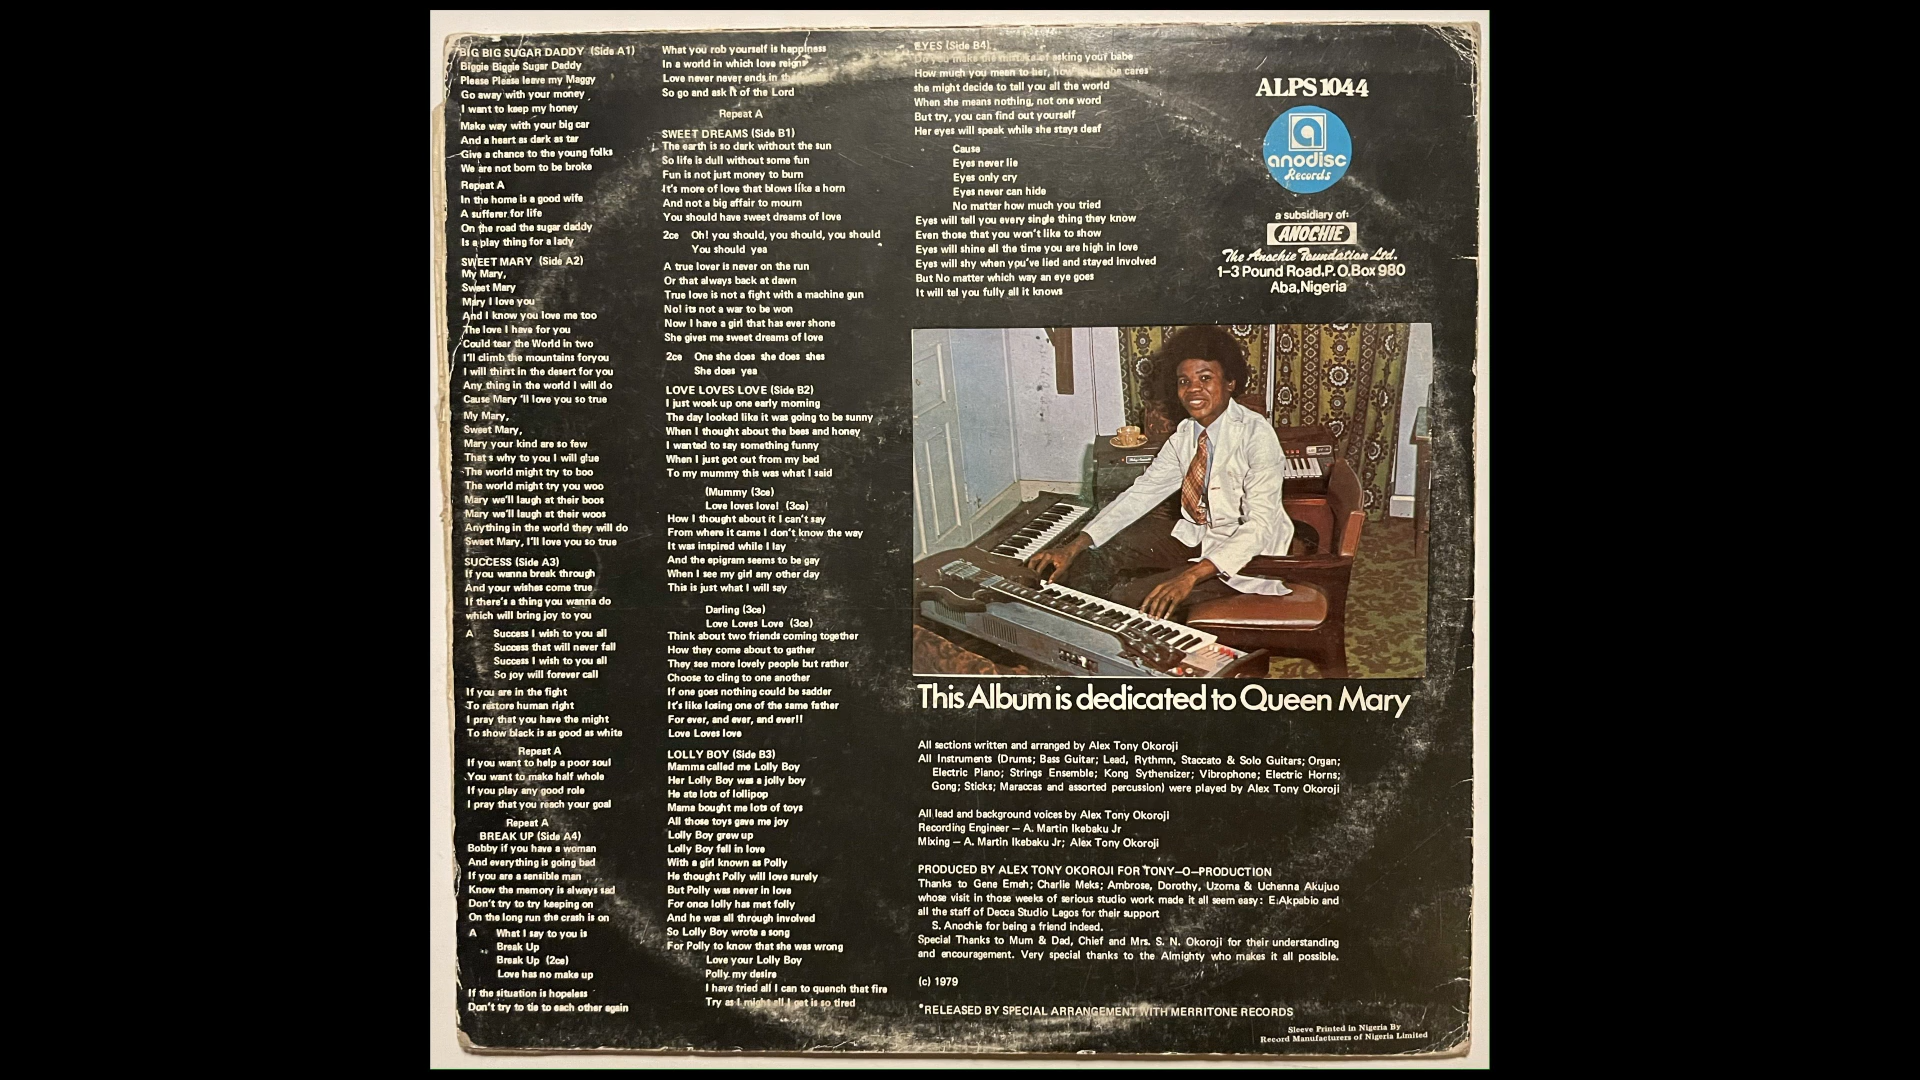 BIG BIG SUGAR DADDY (Side A1)
Biggie Biggie Sugar Daddy
Please Please leave my Maggy
Go away with your money
I want to keep my honey
Make way with your big car
And a heart as dark as tar
Give a chance to the young folks
We are not born to be broke
Repeat A
In the home is a good wife
A sufferer for life
On the road the sugar daddy
Is a play thing for a lady
SWEET MARY (Side A2)
My Mary,
Sweet Mary
Mary I love you
And I know you love me too
The love I have for you
Could tear the World in two
I'll climb the mountains foryou
I will thirst in the desert for you
Any thing in the world I will do
Cause Mary 'll love you so true
My Mary,
Sweet Mary,
Mary your kind are so few
That s why to you I will glue
The world might try to boo
The world might try you woo
Mary we'll laugh at their boos
Mary we'll laugh at their woos
Anything in the world they will do
Sweet Mary, I'll love you so true
SUCCESS (Side A3)
If you wanna break through
And your wishes come true
If there's a thing you wanna do
which will bring joy to you
A Success I wish to you all
Success that will never fall
Success I wish to you all
So joy will forever call
If you are in the fight
To restore human right
I pray that you have the might
To show black is as good as white
Repeat A
If you want to help a poor soul
You want to make half whole
If you play any good role
I pray that you reach your goal
Repeat A
BREAK UP (Side A4)
Bobby if you have a woman
And everything is going bad
If you are a sensible man
Know the memory is always sad
Don't try to try keeping on
On the long run the crash is on
A What I say to you is
Break Up
Break Up (2ce)
Love has no make up
If the situation is hopeless
Don't try to tie to each other again
What you rob yourself is happiness
In a world in which love reigns
Love never never ends in the
So go and ask it of the Lord
Repeat A
SWEET DREAMS (Side B1)
The earth is so dark without the sun
So life is dull without some fun
Fun is not just money to burn
It's more of love that blows like a horn
And not a big affair to mourn
You should have sweet dreams of love
2ce Oh! you should, you should, you should
You should yea
A true lover is never on the run
Or that always back at dawn
True love is not a fight with a machine gun
No! its not a war to be won
Now I have a girl that has ever shone
She gives me sweet dreams of love
2ce One she does she does shes
She does yea
LOVE LOVES LOVE (Side B2)
I just woek up one early morning
The day looked like it was going to be sunny
When I thought about the bees and honey
I wanted to say something funny
When I just got out from my bed
To my mummy this was what I said
(Mummy (3ce)
Love loves love! (3ce)
How I thought about it I can't say
From where it came I don't know the way
It was inspired while I lay
And the epigram seems to be gay
When I see my girl any other day
This is just what I will say
Darling (3ce)
Love Loves Love (3ce)
Think about two friends coming together
How they come about to gather
They see more lovely people but rather
Choose to cling to one another
If one goes nothing could be sadder
It's like losing one of the same father
For ever, and ever, and ever!!
Love Loves love
LOLLY BOY (Side B3)
Mamma called me Lolly Boy
Her Lolly Boy was a jolly boy
He ate lots of lollipop
Mama bought me lots of toys
All those toys gave me joy
Lolly Boy grew up
Lolly Boy fell in love
With a girl known as Polly
He thought Polly will love surely
But Polly was never in love
For once lolly has met folly
And he was all through involved
So Lolly Boy wrote a song
For Polly to know that she was wrong
Love your Lolly Boy
Polly my desire
I have tried all I can to quench that fire
Try as I might all I get is so tired
EYES (Side B4)
Do you make the mistake of asking your babe
How much you mean to her, how much she cares
she might decide to tell you all the world
When she means nothing, not one word
But try, you can find out yourself
Her eyes will speak while she stays deaf
Cause
Eyes never lie
Eyes only cry
Eyes never can hide
No matter how much you tried
Eyes will tell you every single thing they know
Even those that you won't like to show
Eyes will shine all the time you are high in love
Eyes will shy when you've lied and stayed involved
But No matter which way an eye goes
It will tel you fully all it knows
ALPS 1044
a
anodisc
Records
a subsidiary of:
ANOCHIE
The Anochie Foundation Ltd.
1-3 Pound Road,P.O.Box 980
Aba,Nigeria
This Album is dedicated to Queen Mary
All sections written and arranged by Alex Tony Okoroji
All Instruments (Drums; Bass Guitar; Lead, Rythmn, Staccato & Solo Guitars; Organ;
Electric Piano; Strings Ensemble; Kong Sythensizer; Vibrophone; Electric Horns;
Gong; Sticks; Maraccas and assorted percussion) were played by Alex Tony Okoroji
All lead and background voices by Alex Tony Okoroji
Recording Engineer – A. Martin Ikebaku Jr
Mixing – A. Martin Ikebaku Jr; Alex Tony Okoroji
PRODUCED BY ALEX TONY OKOROJI FOR TONY–O–PRODUCTION
Thanks to Gene Emeh; Charlie Meks; Ambrose, Dorothy, Uzoma & Uchenna Akujuo
whose visit in those weeks of serious studio work made it all seem easy: E.Akpabio and
all the staff of Decca Studio Lagos for their support
S. Anochie for being a friend indeed.
Special Thanks to Mum & Dad, Chief and Mrs. S. N. Okoroji for their understanding
and encouragement. Very special thanks to the Almighty who makes it all possible.
(c) 1979
*RELEASED BY SPECIAL ARRANGEMENT WITH MERRITONE RECORDS
Sleeve Printed in Nigeria By
Record Manufacturers of Nigeria Limited